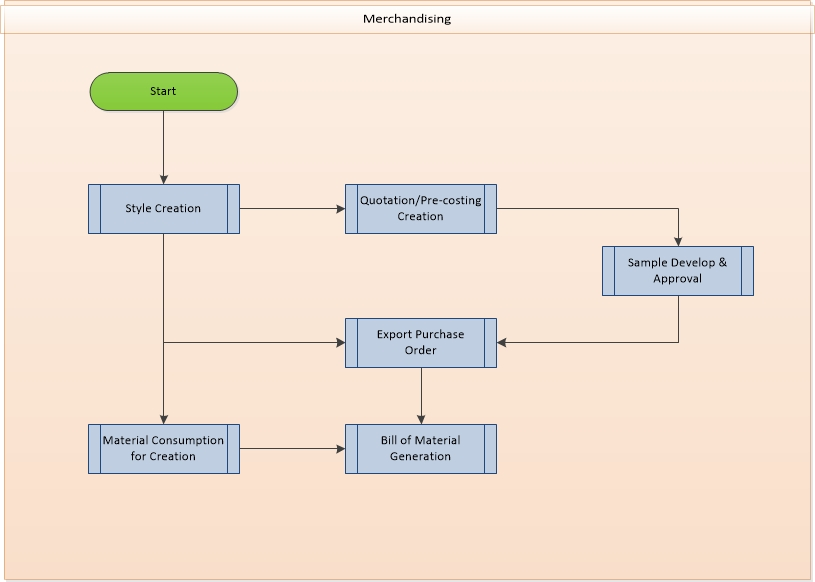 Merchandising
Start
Style Creation
Quotation/Pre-costing
Creation
Sample Develop &
Approval
Export Purchase
Order
Material Consumption
for Creation
Bill of Material
Generation